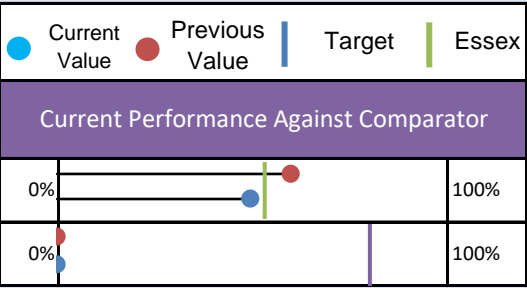 Current Value
Previous Value
Target
Essex
Current Performance Against Comparator
0%
100%
0%
100%